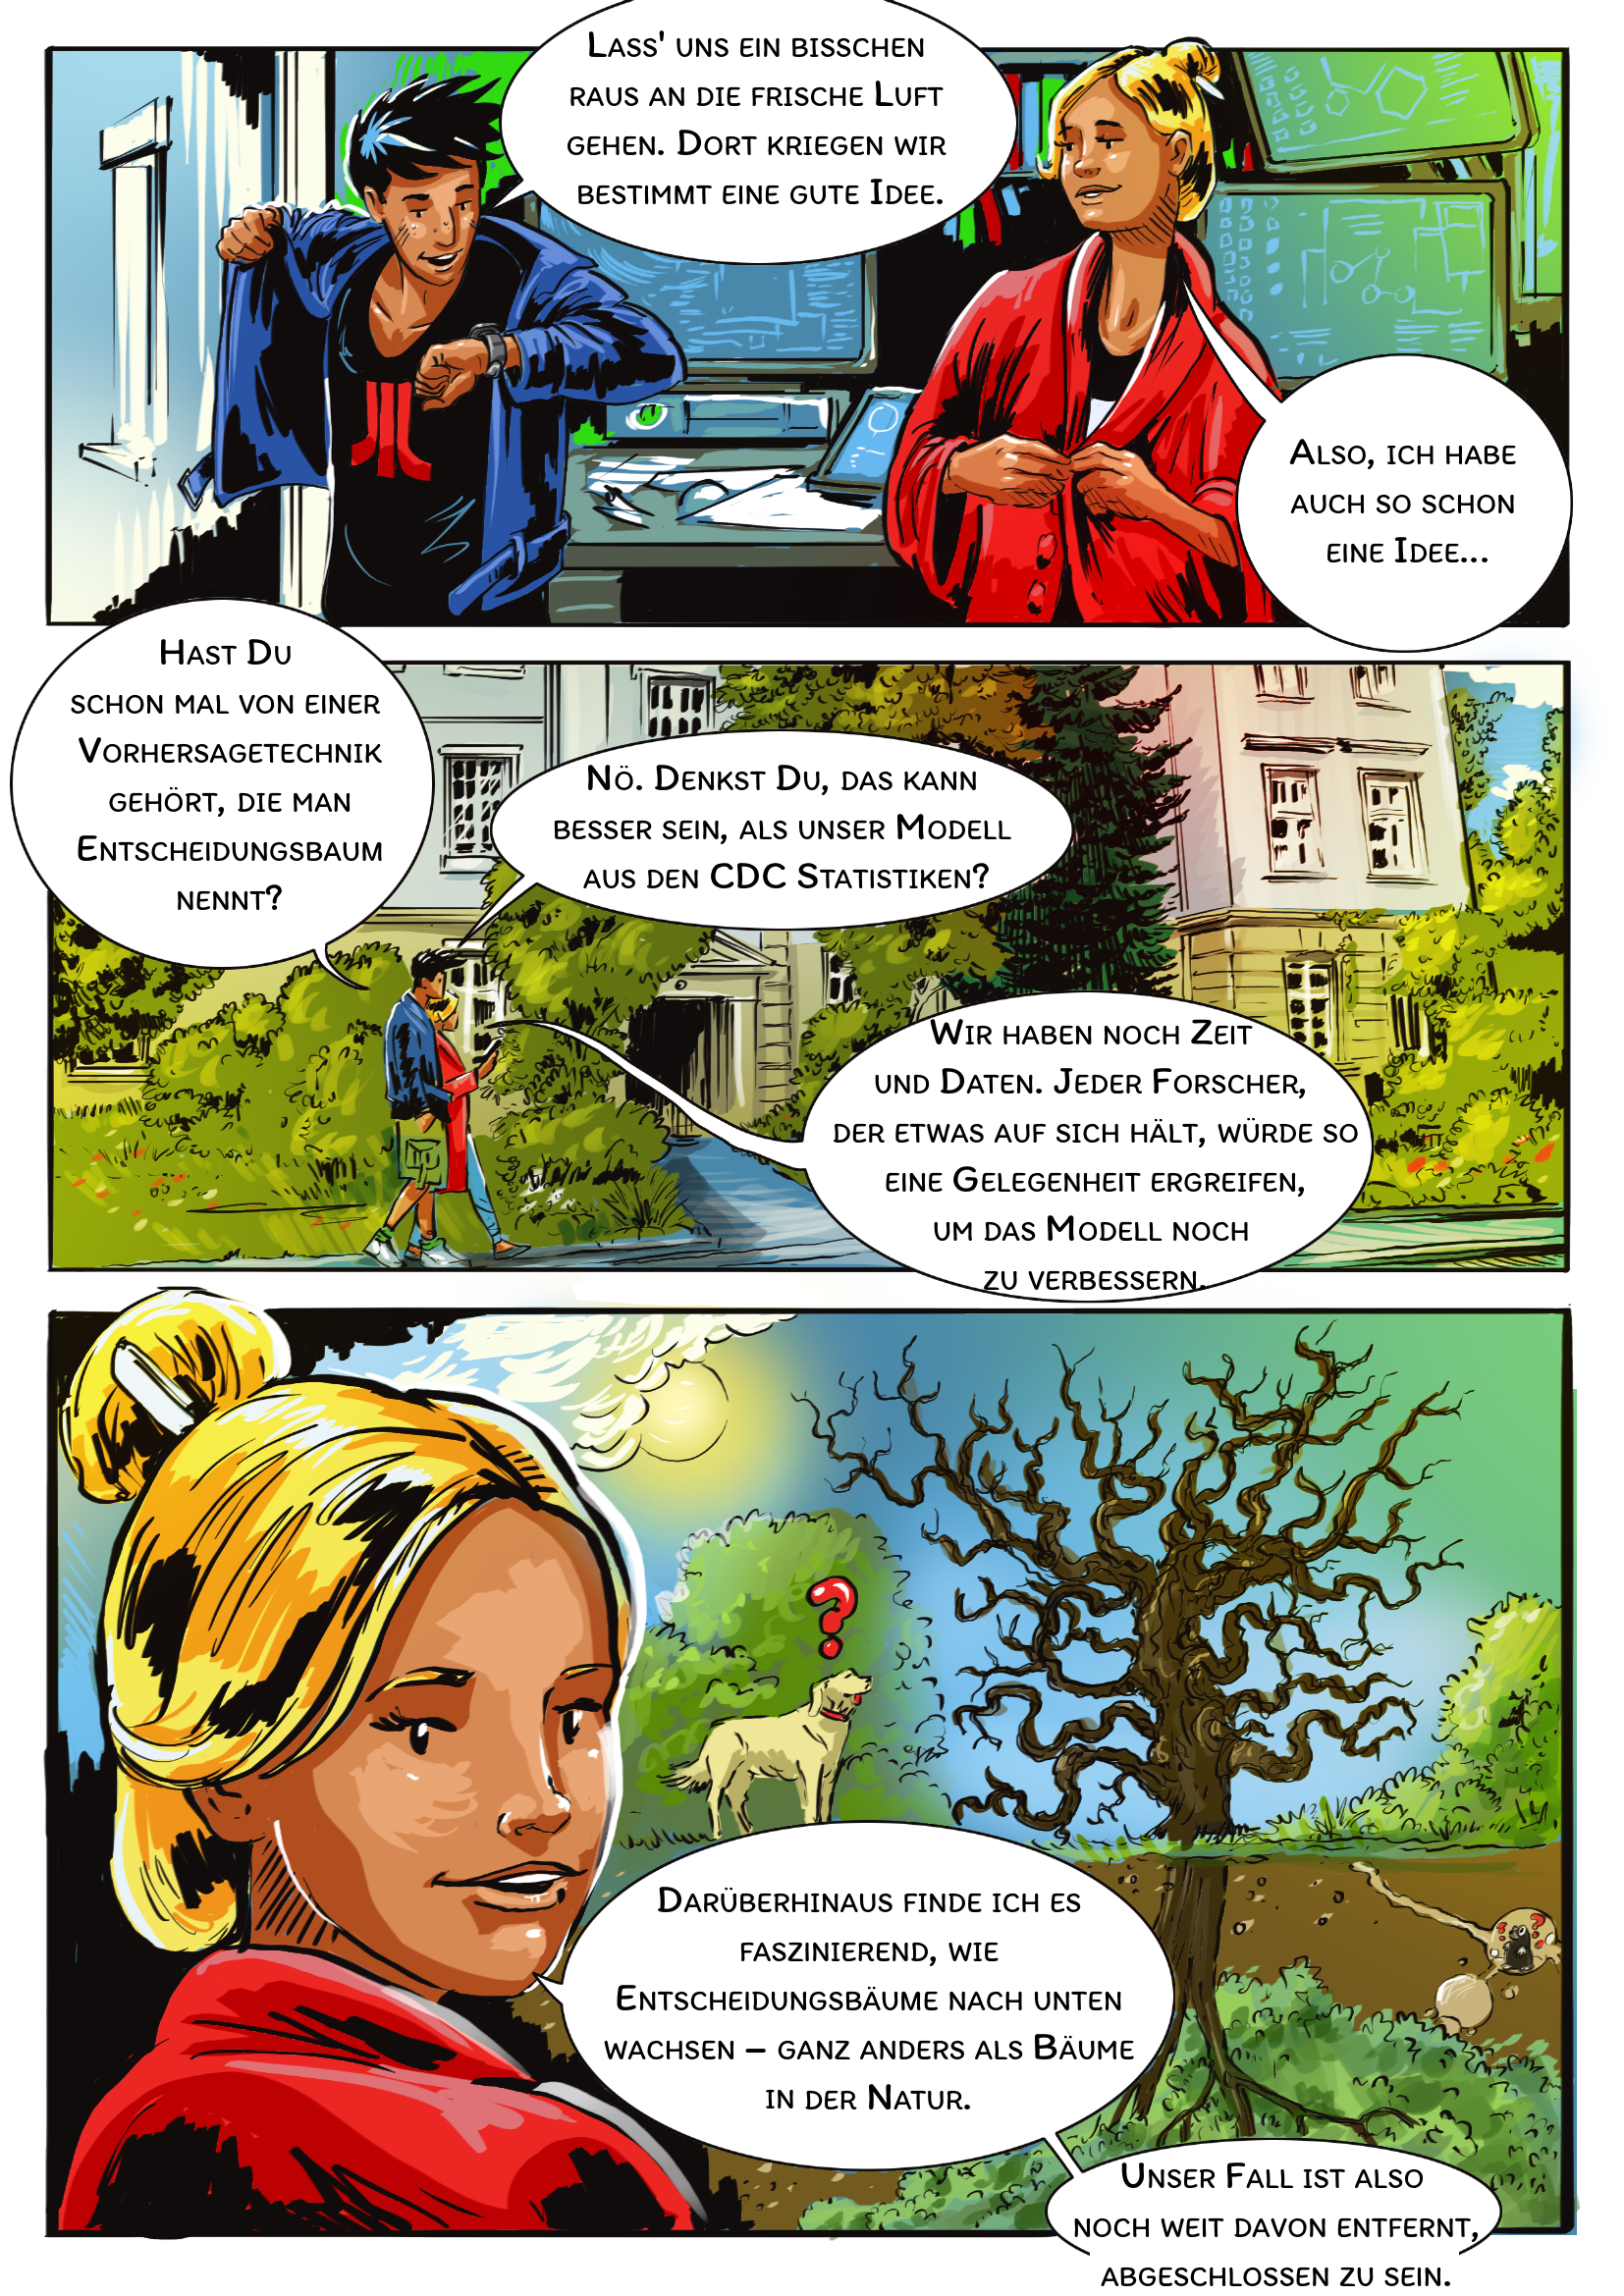 Lass' uns ein bisschen
raus an die frische Luft
gehen. Dort kriegen wir
bestimmt eine gute Idee.
Also, ich habe
auch so schon
eine Idee...
Hast Du
schon mal von einer
Vorhersagetechnik
gehört, die man
Entscheidungsbaum
nennt?
Nö. Denkst Du, das kann
besser sein, als unser Modell
aus den CDC Statistiken?
Wir haben noch Zeit
und Daten. Jeder Forscher,
der etwas auf sich hält, würde so
eine Gelegenheit ergreifen,
um das Modell noch
zu verbessern.
?
Darüberhinaus finde ich es
faszinierend, wie
Entscheidungsbäume nach unten
wachsen – ganz anders als Bäume
in der Natur.
Unser Fall ist also
noch weit davon entfernt,
abgeschlossen zu sein.